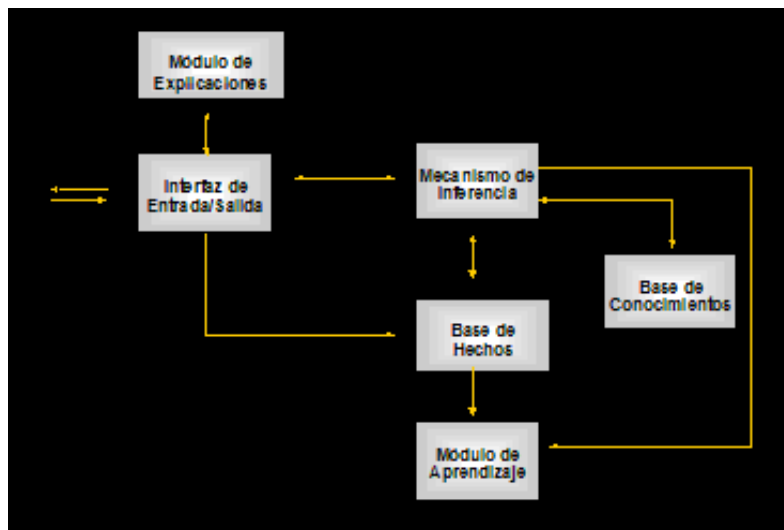 Módulo de
Explicaciones
Interfaz de
Entrada/Salida
Mecanismo de
Inferencia
Base de
Conocimientos
Base de
Hechos
Módulo de
Aprendizaje